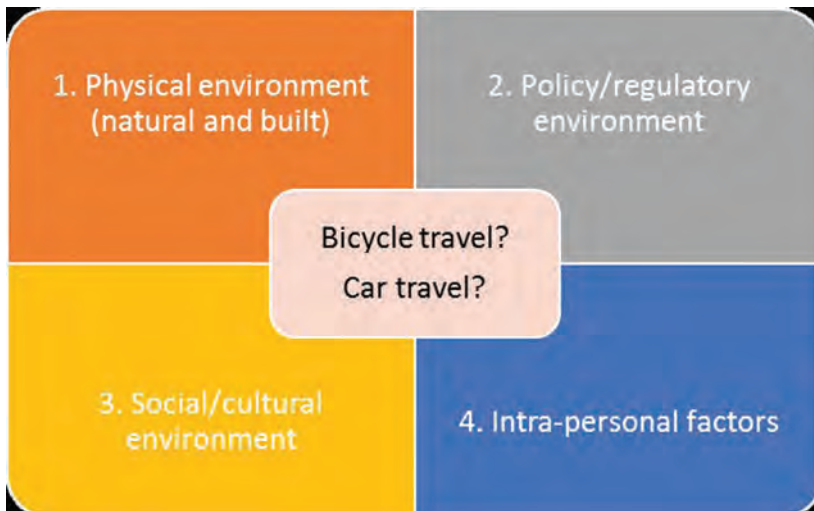 1. Physical environment
(natural and built)
2. Policy/regulatory
environment
Bicycle travel?
Car travel?
3. Social/cultural
environment
4. Intra-personal factors